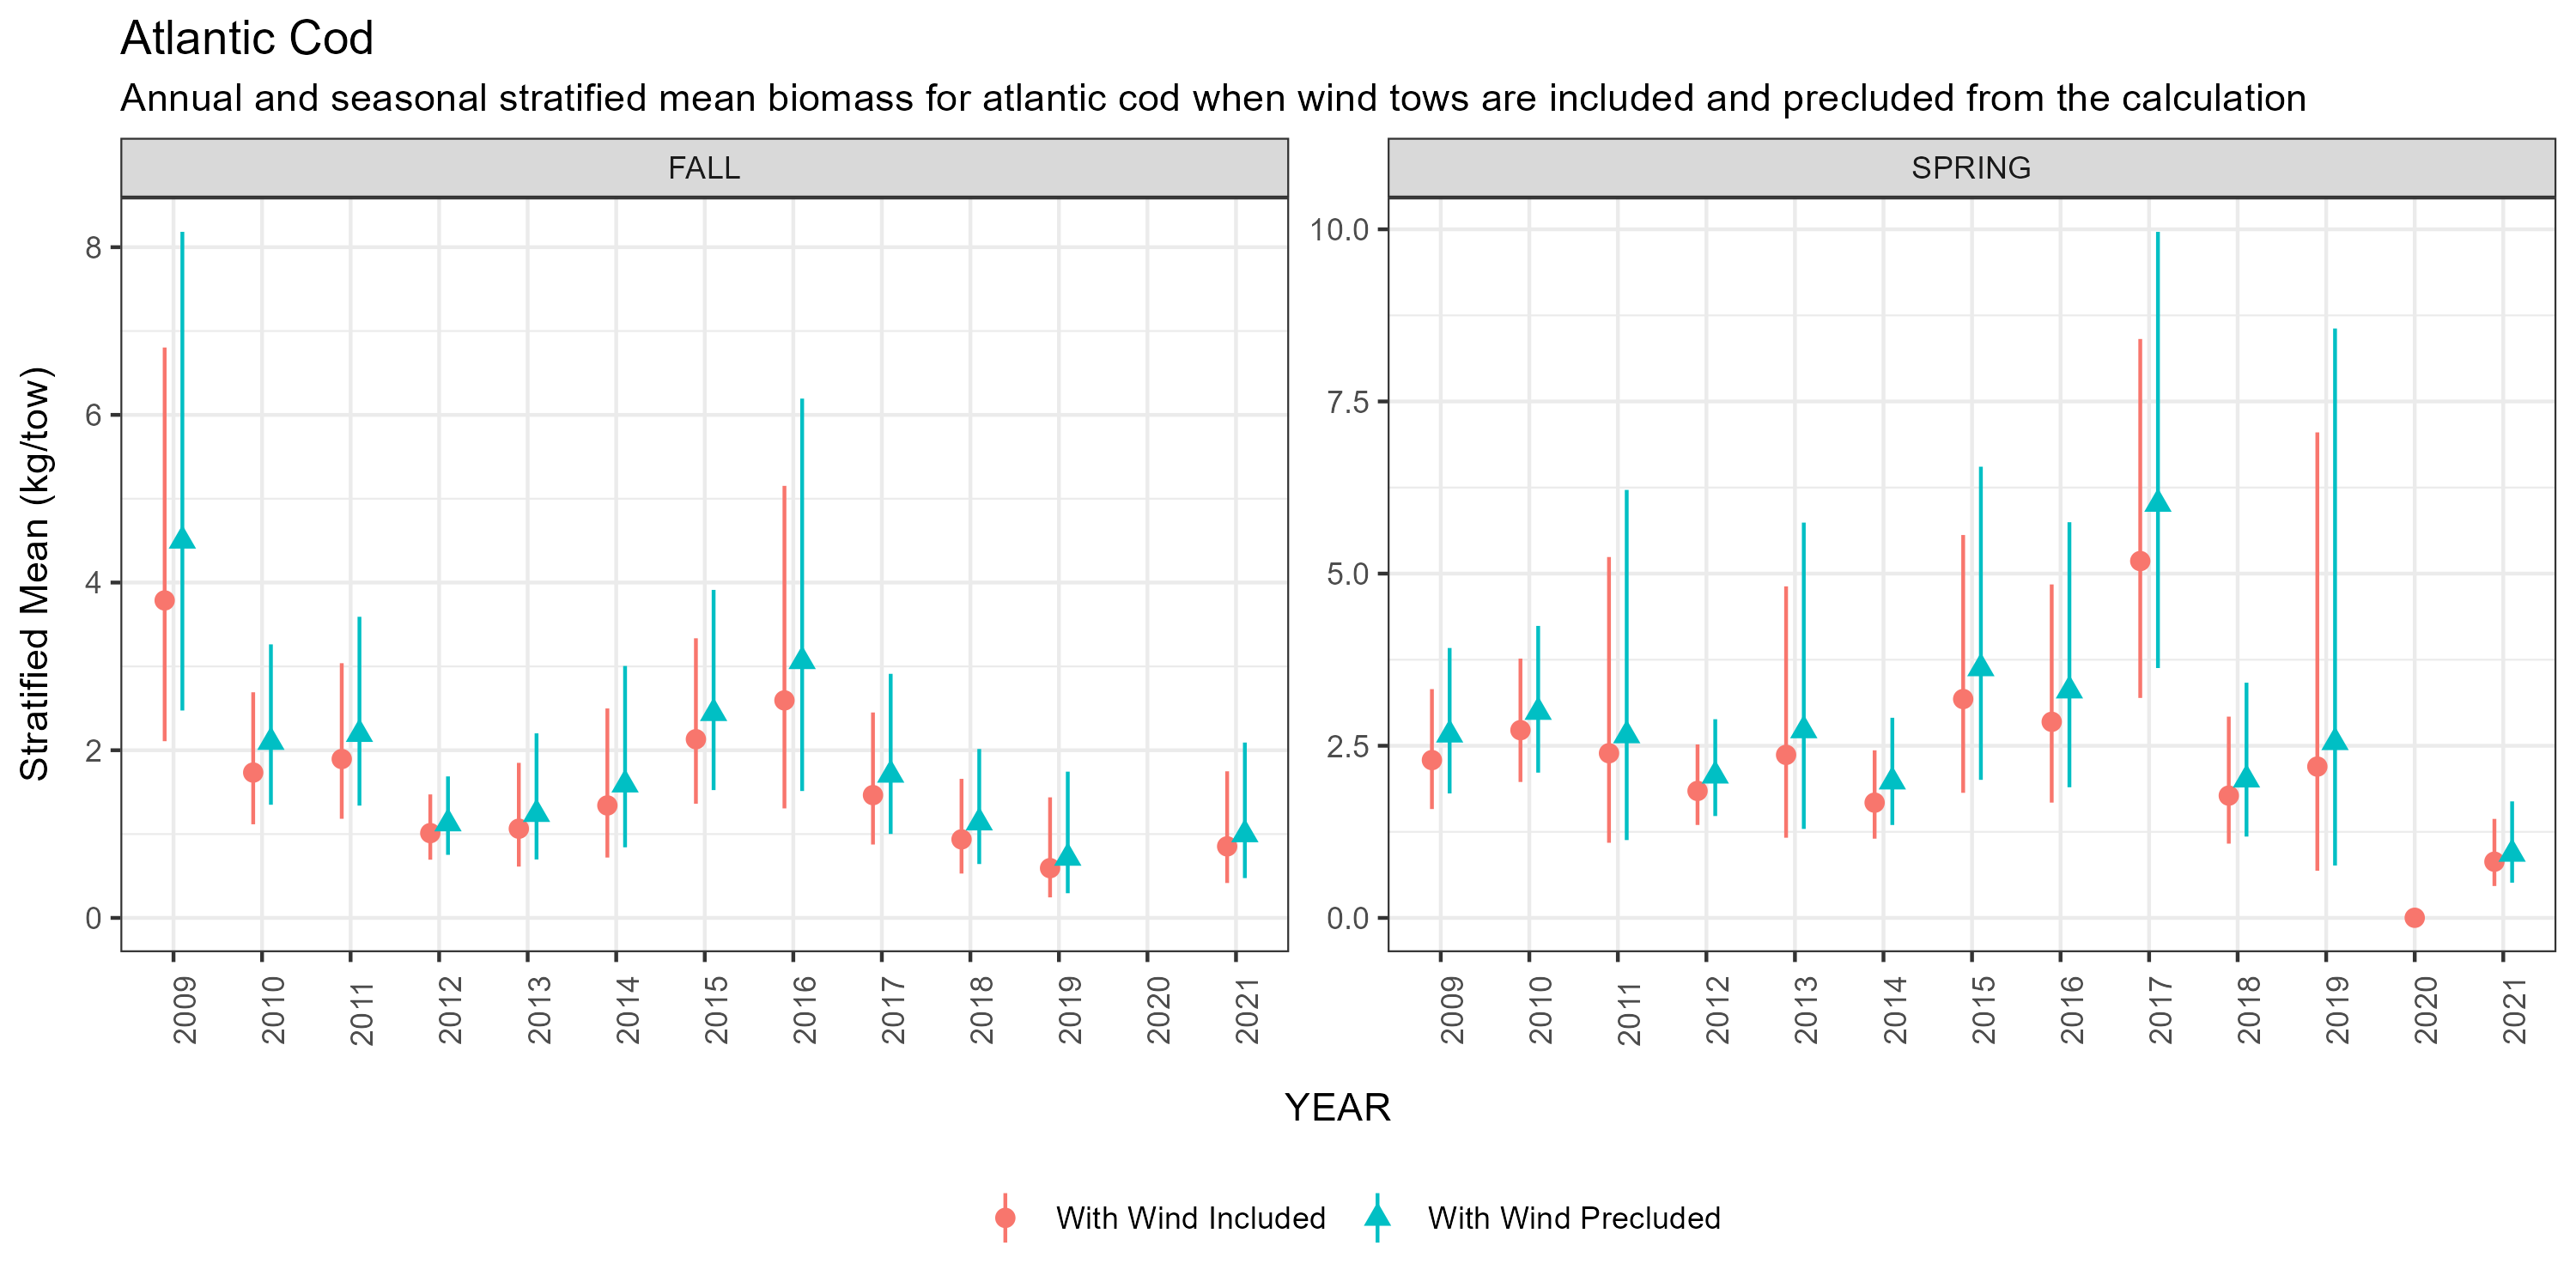 Atlantic Cod
Annual and seasonal stratified mean biomass for atlantic cod when wind tows are included and precluded from the calculation
FALL
SPRING
Stratified Mean (kg/tow)
8
6
4
2
0
10.0
7.5
5.0
2.5
0.0
2009 2010 2011 2012 2013 2014 2015 2016 2017 2018 2019 2020 2021
2009 2010 2011 2012 2013 2014 2015 2016 2017 2018 2019 2020 2021
YEAR
With Wind Included With Wind Precluded